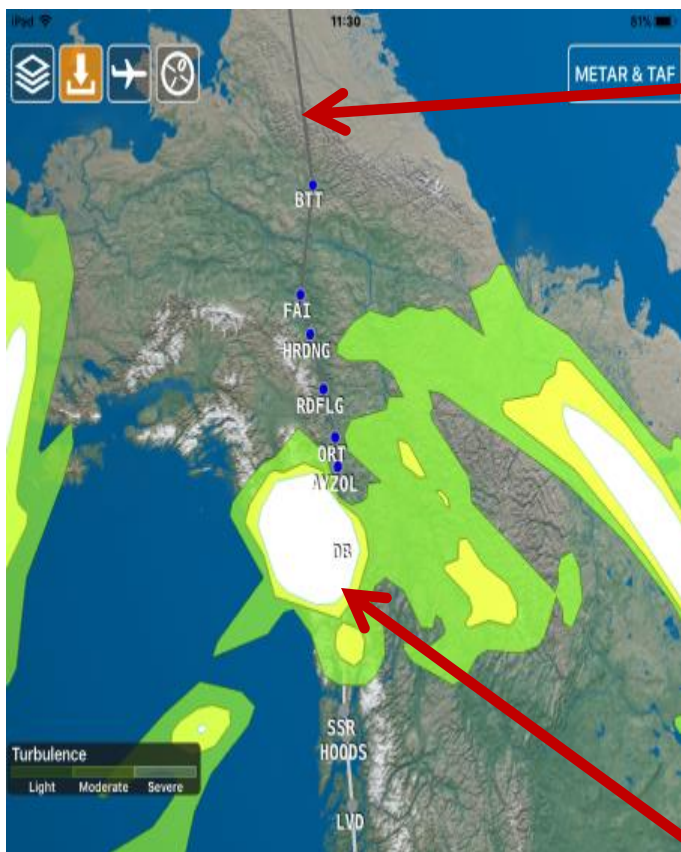 iPad
11:30
81%
METAR & TAF
BTT
FAI
HRDNG
RDFLG
ORT
AYZOL
DB
SSR
HOODS
LVD
Turbulence
Light Moderate Severe